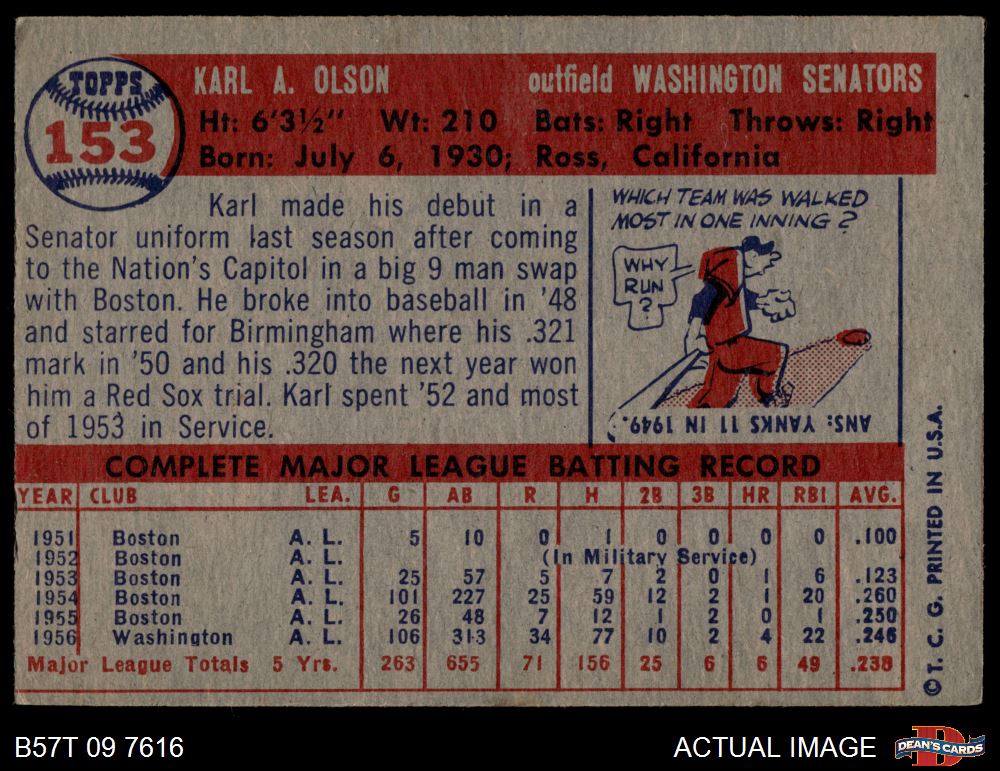 TOPPS
153
KARL A. OLSON outfield WASHINGTON SENATORS
Ht: 6'3½" Wt: 210 Bats: Right Throws: Right
Born: July 6, 1930; Ross, California
Karl made his debut in a
Senator uniform last season after coming
to the Nation's Capitol in a big 9 man swap
with Boston. He broke into baseball in '48
and starred for Birmingham where his .321
mark in '50 and his .320 the next year won
him a Red Sox trial. Karl spent '52 and most
of 1953 in Service.
WHICH TEAM WAS WALKED
MOST IN ONE INNING?
WHY
RUN
?
ANS: YANKS 11 IN 1949.
COMPLETE MAJOR LEAGUE BATTING RECORD
YEAR CLUB LEA. G AB R H 2B 3B HR RBI AVG.
1951 Boston A. L. 5 10 0 1 0 0 0 0 .100
1952 Boston A. L. (In Military Service)
1953 Boston A. L. 25 57 5 7 2 0 1 6 .123
1954 Boston A. L. 101 227 25 59 12 2 1 20 .260
1955 Boston A. L. 26 48 7 12 1 2 0 1 .250
1956 Washington A. L. 106 313 34 77 10 2 4 22 .246
Major League Totals 5 Yrs. 263 655 71 156 25 6 6 49 .238
© T. C. G. PRINTED IN U.S.A.
B57T 09 7616
ACTUAL IMAGE
DEAN'S CARDS